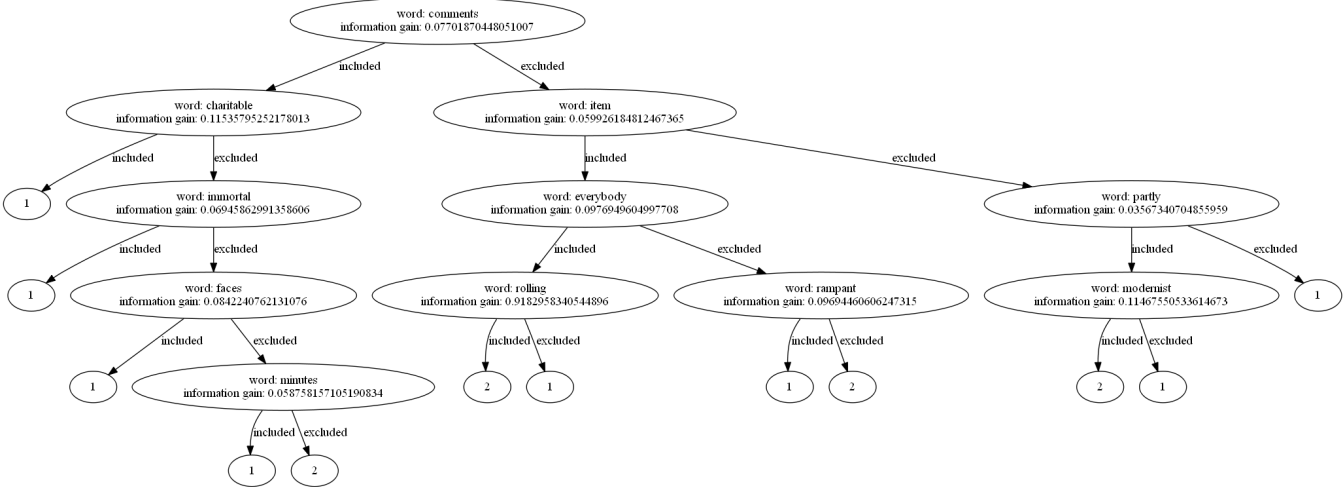 word: comments
information gain: 0.07701870448051007
included
excluded
word: charitable
information gain: 0.11535795252178013
word: item
information gain: 0.059926184812467365
included
excluded
included
excluded
1
word: immortal
information gain: 0.06945862991358606
word: everybody
information gain: 0.0976949604997708
word: partly
information gain: 0.03567340704855959
included
excluded
included
excluded
included
excluded
1
word: faces
information gain: 0.0842240762131076
word: rolling
information gain: 0.9182958340544896
word: rampant
information gain: 0.09694460606247315
word: modernist
information gain: 0.11467550533614673
1
included
excluded
included
excluded
included
excluded
included
excluded
1
word: minutes
information gain: 0.058758157105190834
2
1
1
2
2
1
included
excluded
1
2